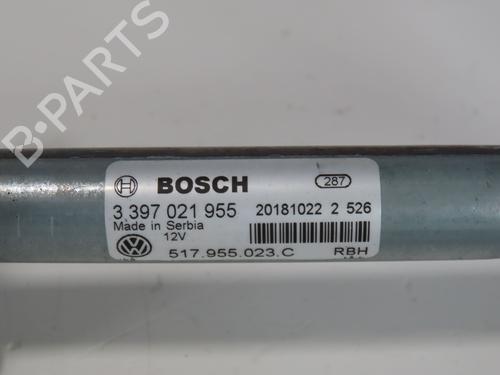 B-PARTS
BOSCH
287
3 397 021 955
20181022 2 526
Made in Serbia
12V
517.955.023.C
RBH